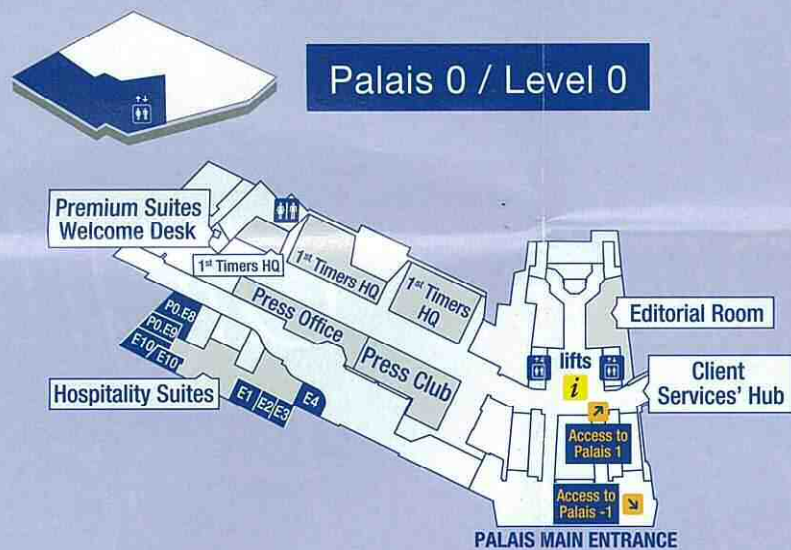 Palais 0 / Level 0
Premium Suites
Welcome Desk
1st Timers HQ
1st Timers HQ
1st Timers
HQ
Press Office
Press Club
P0.E8
P0.E9
E10
E10
Hospitality Suites
E1
E2
E3
E4
Editorial Room
lifts
i
Client
Services' Hub
Access to
Palais 1
Access to
Palais -1
PALAIS MAIN ENTRANCE